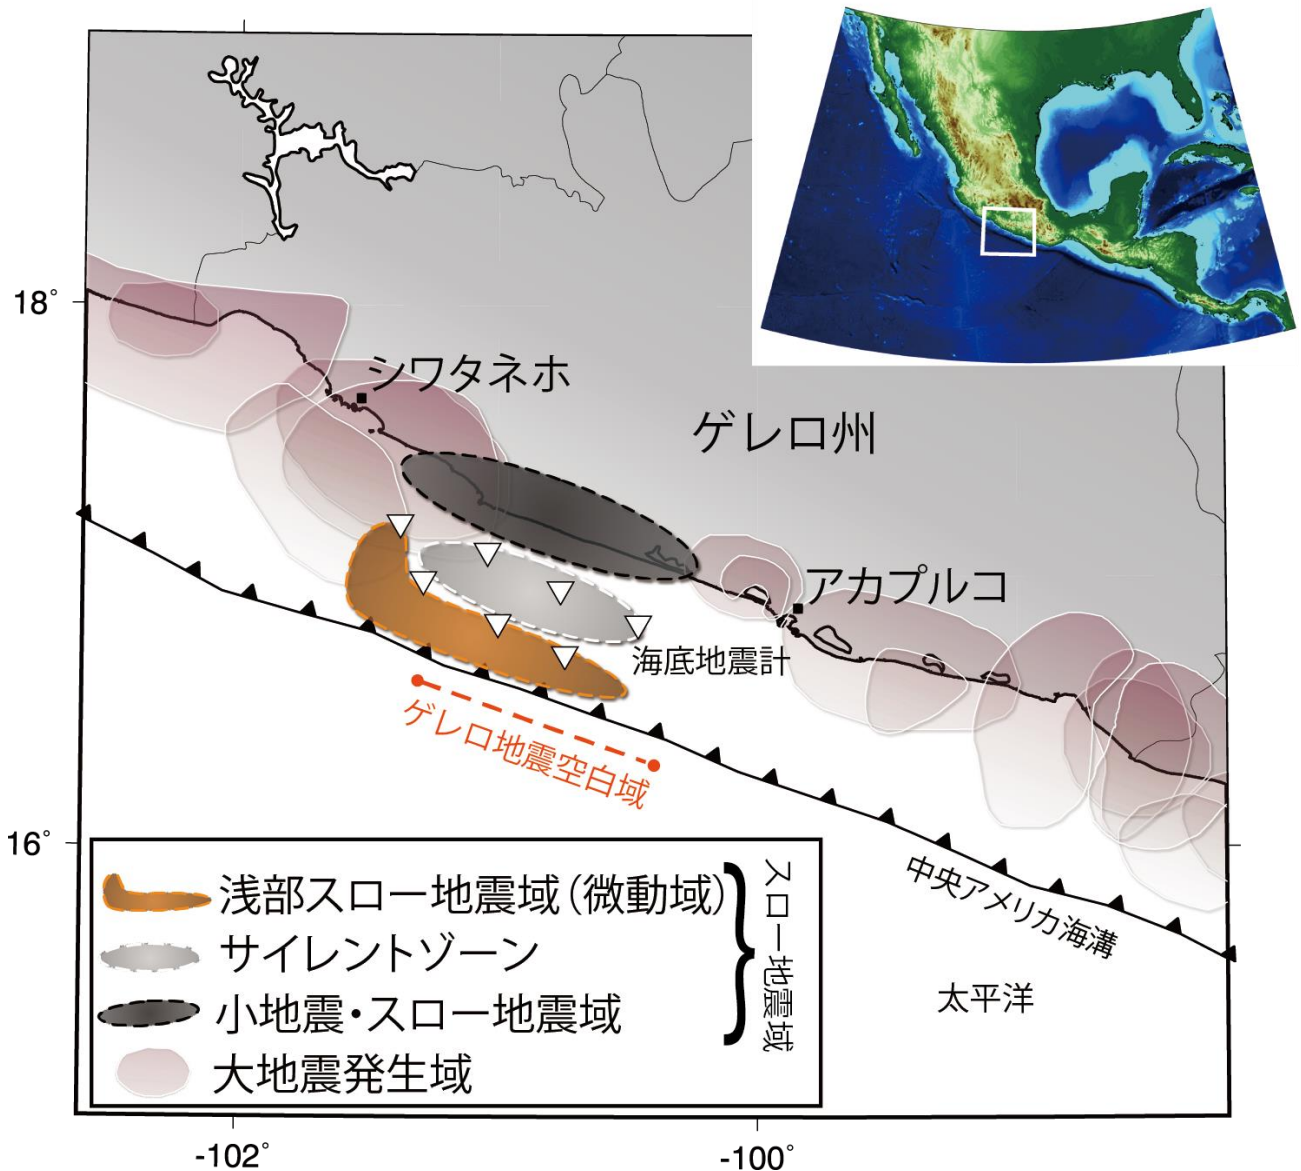 18°
シワタネホ
ゲレロ州
アカプルコ
海底地震計
ゲレロ地震空白域
16°
中央アメリカ海溝
太平洋
浅部スロー地震域（微動域）
サイレントゾーン
小地震・スロー地震域
大地震発生域
スロー地震域
-102°
-100°